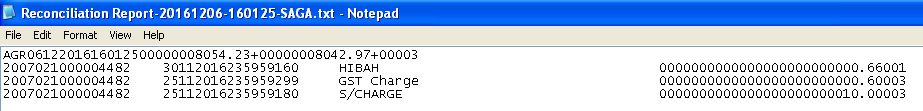 Reconciliation Report-20161206-160125-SAGA.txt - Notepad
File Edit Format View Help
AGR0612201616012500000008054.23+00000008042.97+00003
2007021000004482 30112016235959160 HIBAH 0000000000000000000000000.66001
2007021000004482 25112016235959299 GST Charge 0000000000000000000000000.60003
2007021000004482 25112016235959180 S/CHARGE 0000000000000000000000010.00003